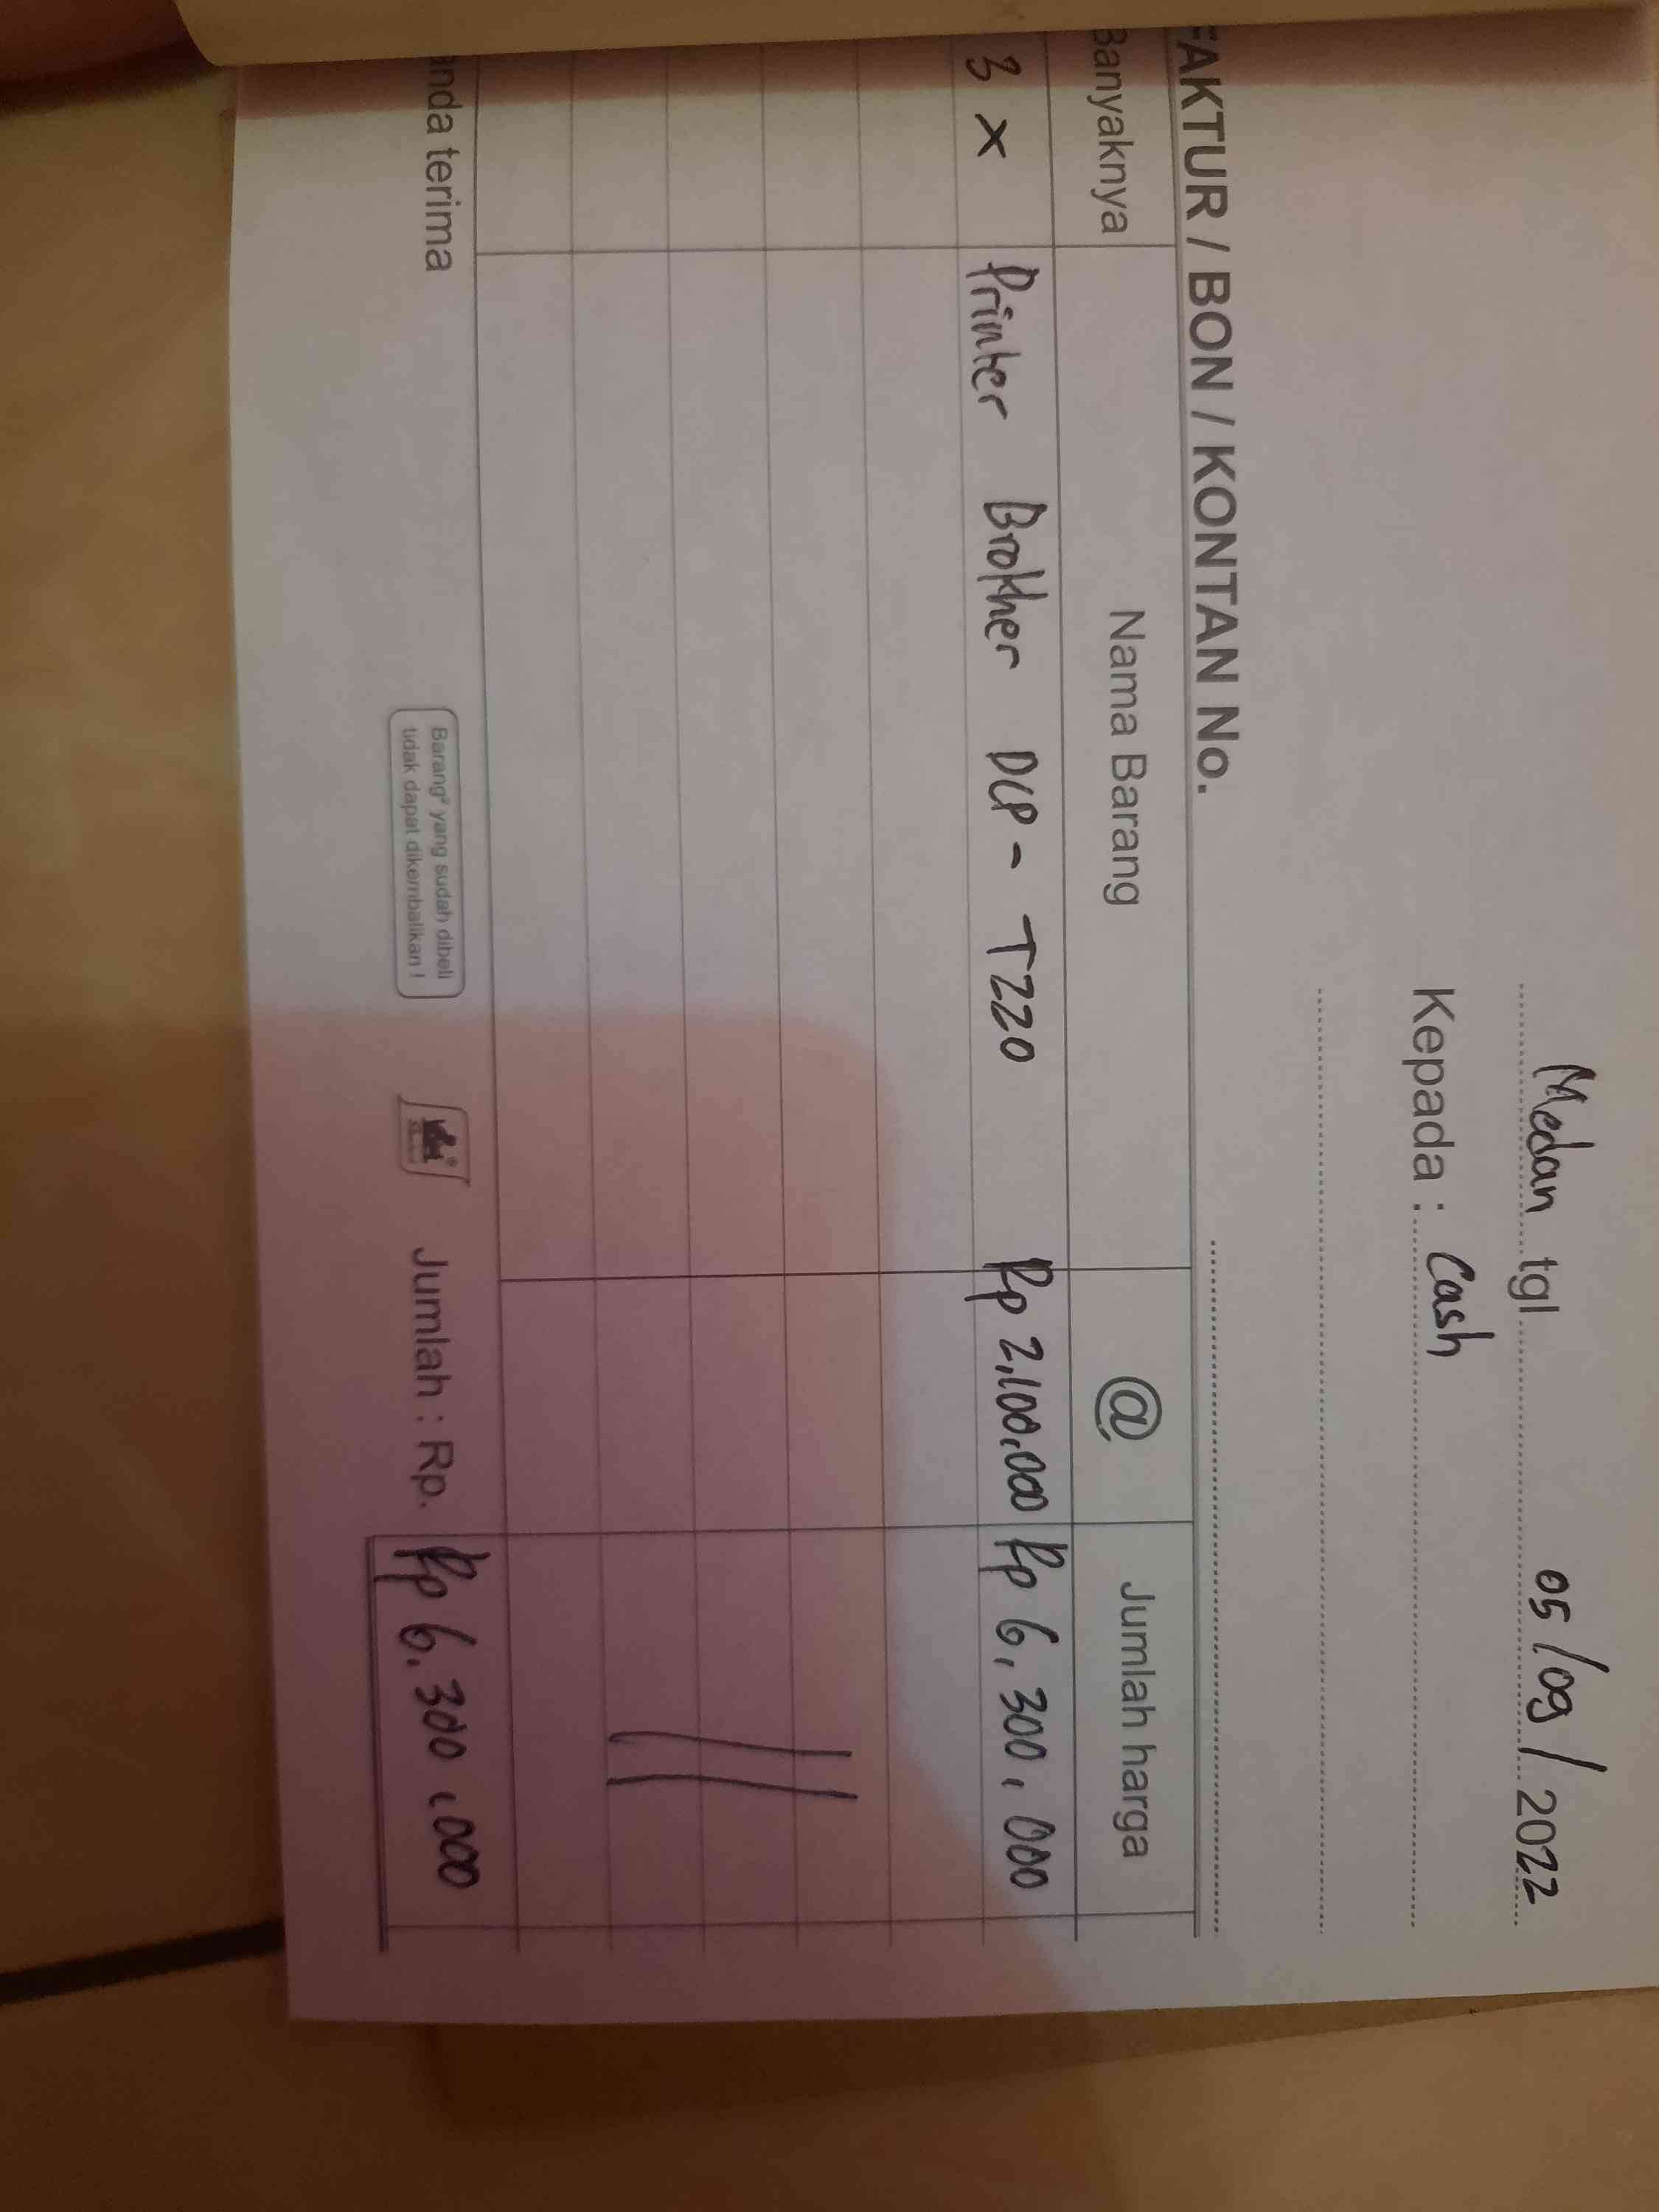 Medan tgl 05/09/2022
Kepada : Cash
FAKTUR / BON / KONTAN No.
Banyaknya Nama Barang @ Jumlah harga
3 x Printer Brother DCP - T220 Rp 2,100,000 Rp 6,300,000
anda terima Jumlah : Rp. Rp 6.300,000
Barang² yang sudah dibeli
tidak dapat dikembalikan !